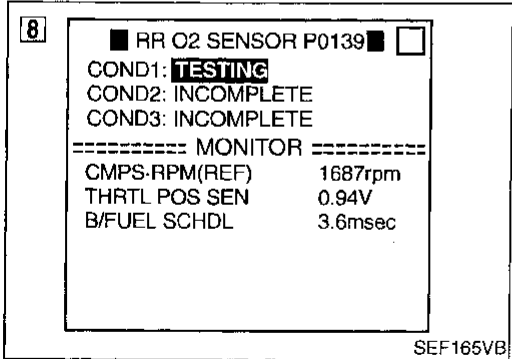 8
RR O2 SENSOR P0139
COND1: TESTING
COND2: INCOMPLETE
COND3: INCOMPLETE
========== MONITOR ==========
CMPS·RPM(REF) 1687rpm
THRTL POS SEN 0.94V
B/FUEL SCHDL 3.6msec
SEF165VB